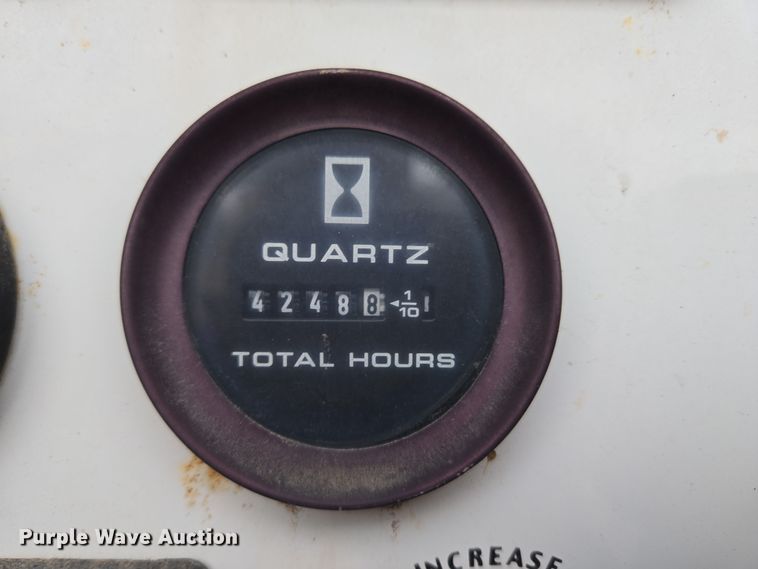 QUARTZ
42488 ◄1/10
TOTAL HOURS
INCREASE
Purple Wave Auction